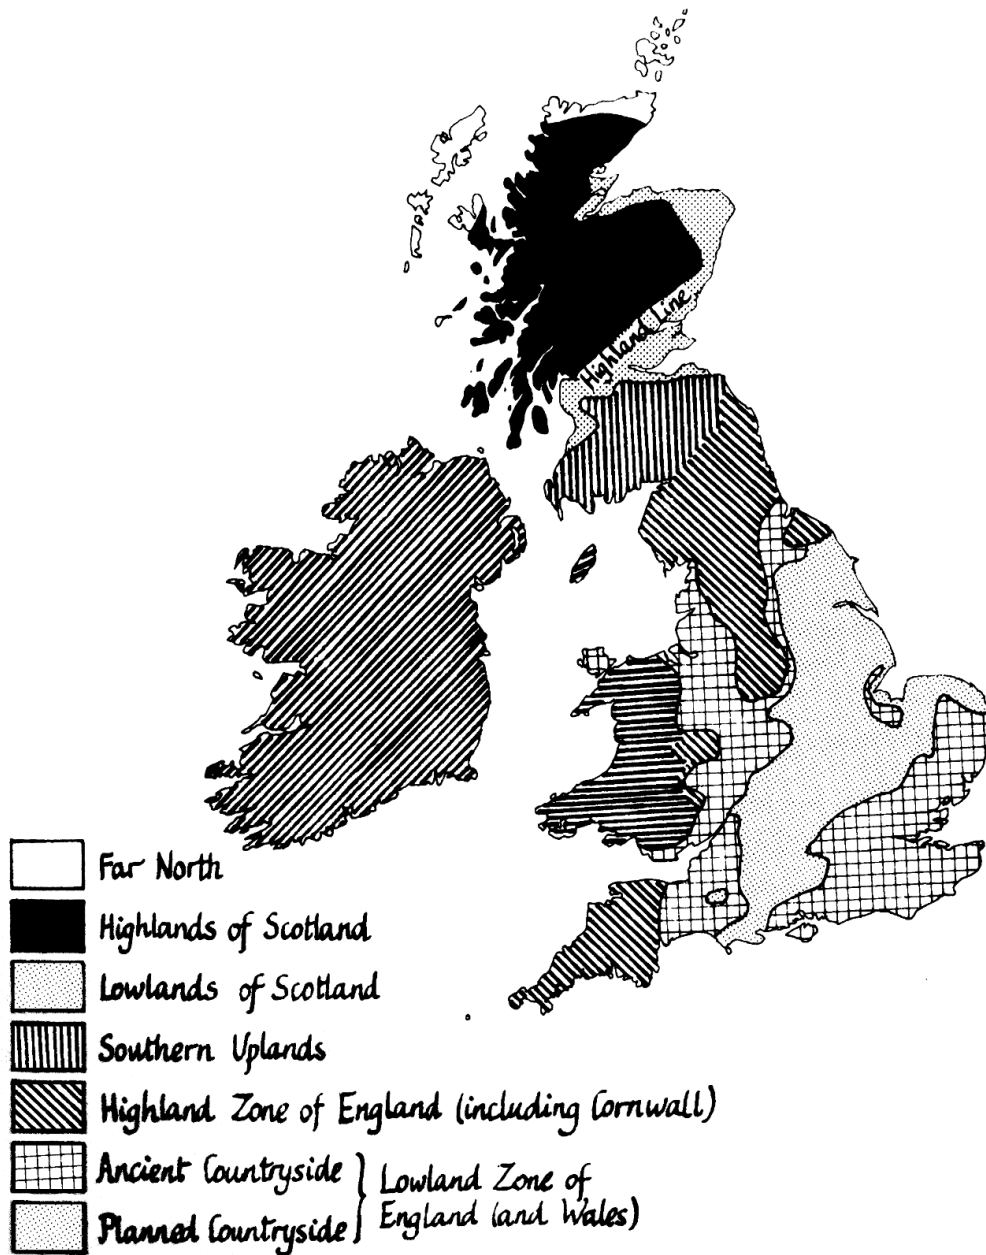 Highland Line
Far North
Highlands of Scotland
Lowlands of Scotland
Southern Uplands
Highland Zone of England (including Cornwall)
Ancient Countryside
Planned Countryside
Lowland Zone of
England (and Wales)